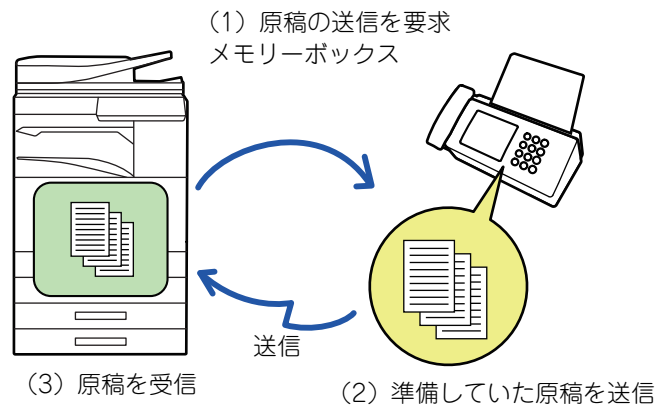 (1) 原稿の送信を要求
メモリーボックス
送信
(3) 原稿を受信
(2) 準備していた原稿を送信